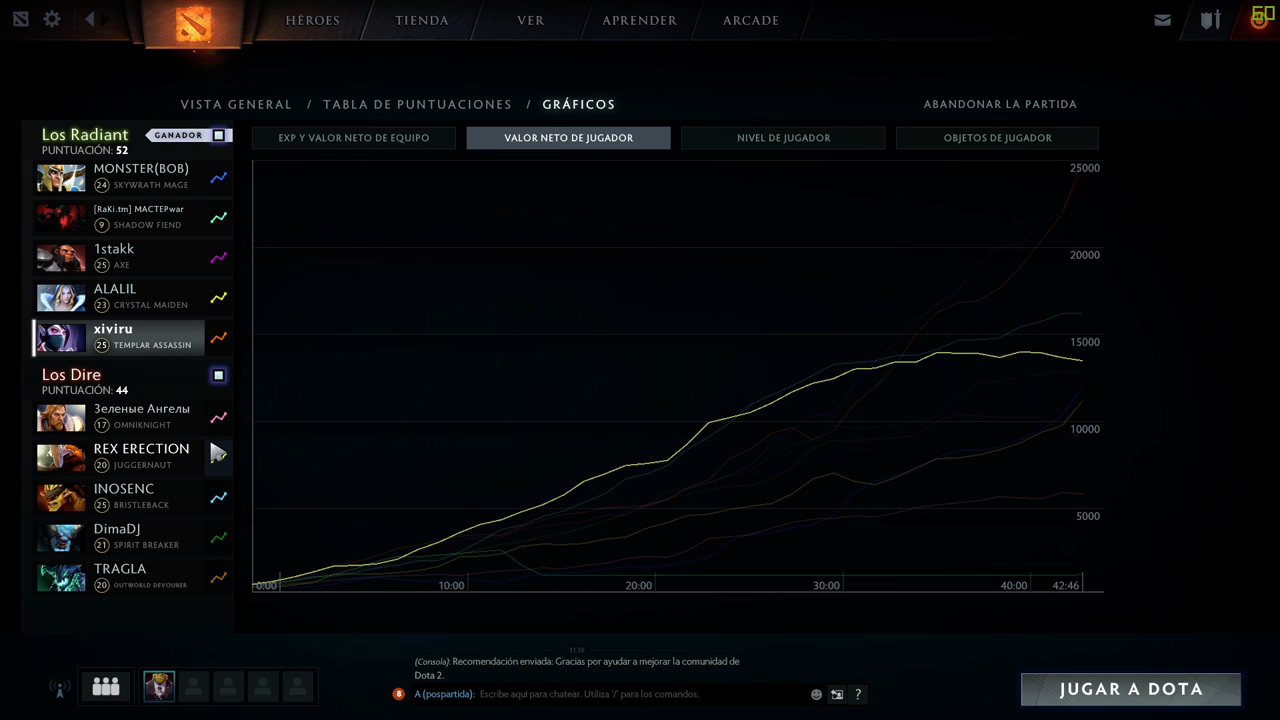 HÉROES
TIENDA
VER
APRENDER
ARCADE
60
VISTA GENERAL / TABLA DE PUNTUACIONES / GRÁFICOS
ABANDONAR LA PARTIDA
Los Radiant
GANADOR
PUNTUACIÓN: 52
EXP Y VALOR NETO DE EQUIPO
VALOR NETO DE JUGADOR
NIVEL DE JUGADOR
OBJETOS DE JUGADOR
MONSTER(BOB)
24 SKYWRATH MAGE
[RaKi.tm] МАСТЕРwar
9 SHADOW FIEND
1stakk
25 AXE
ALALIL
23 CRYSTAL MAIDEN
xiviru
25 TEMPLAR ASSASSIN
Los Dire
PUNTUACIÓN: 44
Зеленые Ангелы
17 OMNIKNIGHT
REX ERECTION
20 JUGGERNAUT
INOSENC
25 BRISTLEBACK
DimaDJ
21 SPIRIT BREAKER
TRAGLA
20 OUTWORLD DEVOURER
25000
20000
15000
10000
5000
0:00
10:00
20:00
30:00
40:00
42:46
11:19
(Consola): Recomendación enviada: Gracias por ayudar a mejorar la comunidad de
Dota 2.
8 A (pospartida): Escribe aquí para chatear. Utiliza '/' para los comandos.
?
JUGAR A DOTA